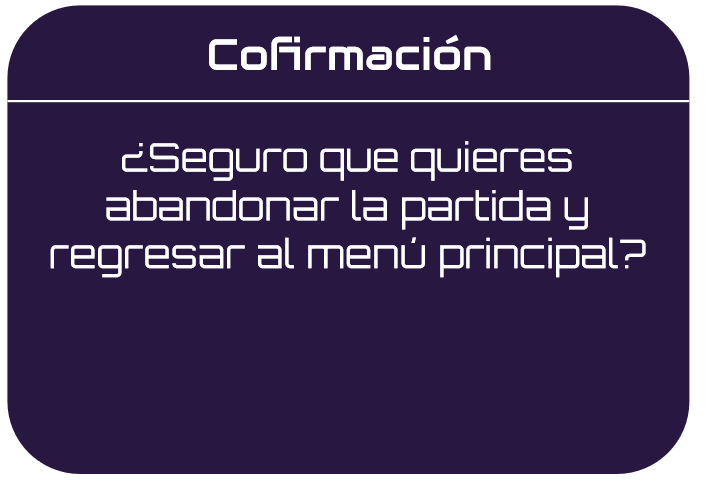 Cofirmación
¿Seguro que quieres
abandonar la partida y
regresar al menú principal?